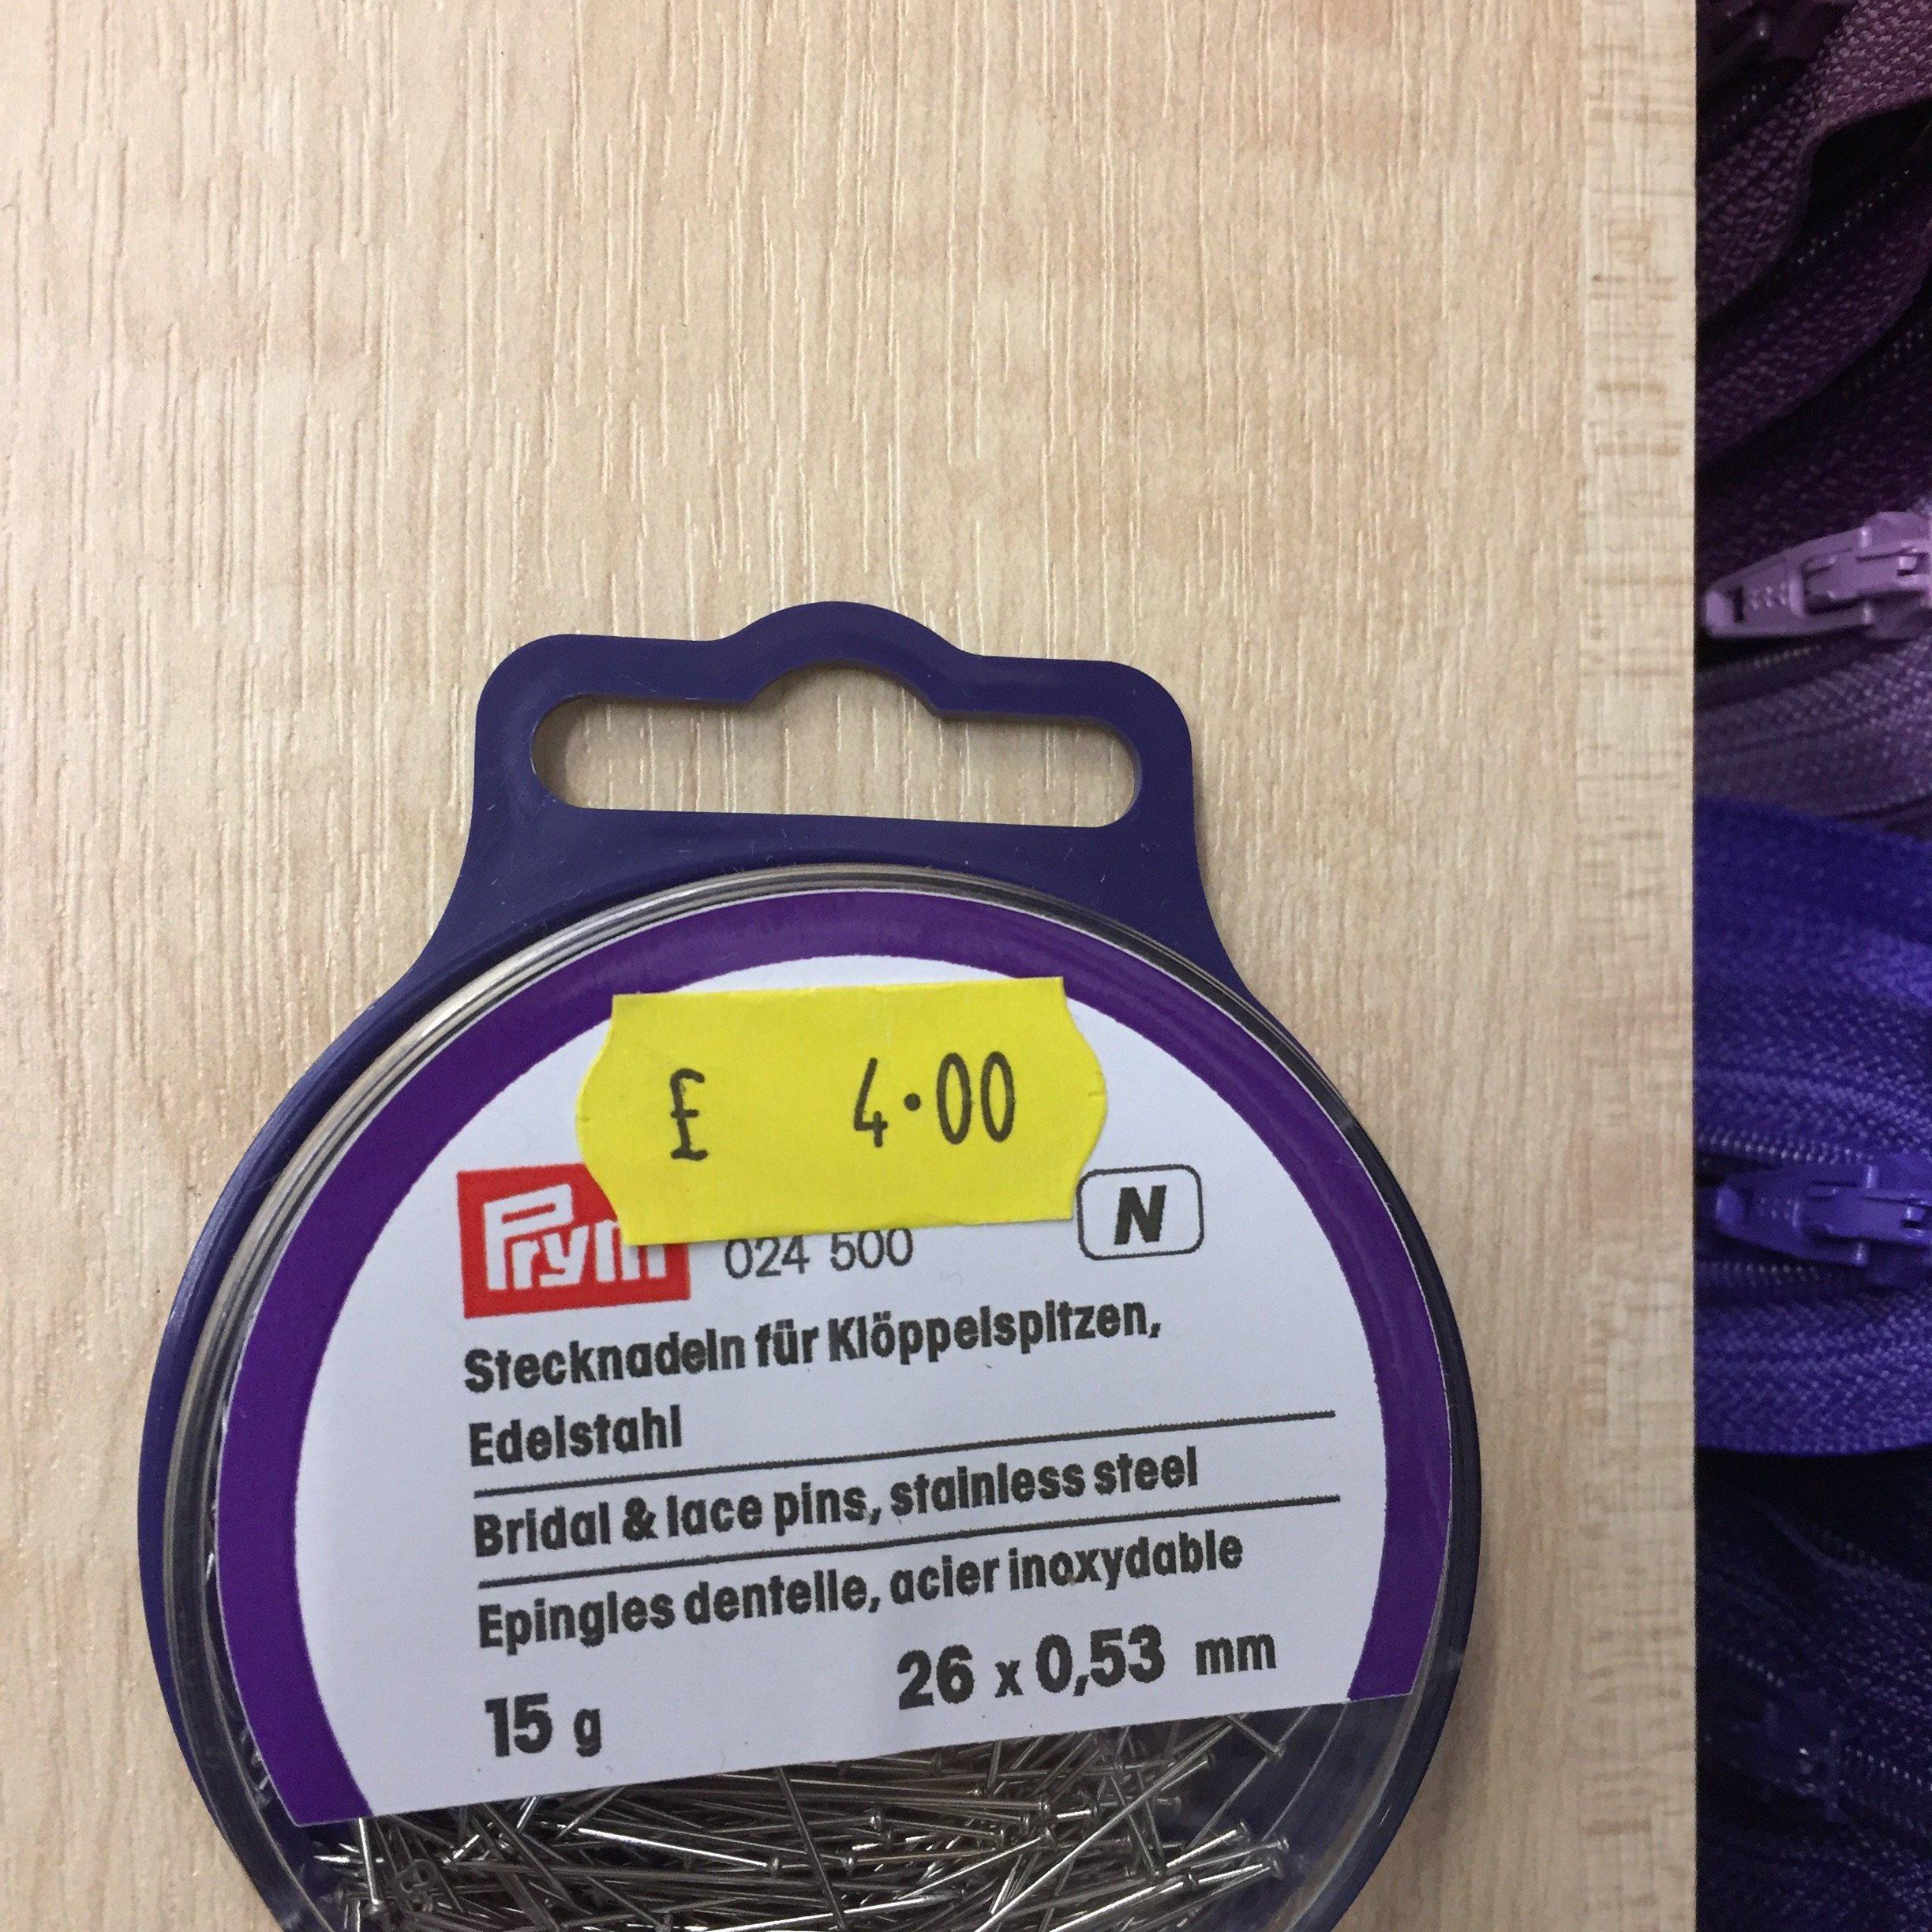 £ 4.00
Prym
024 500
N
Stecknadeln für Klöppelspitzen,
Edelstahl
Bridal & lace pins, stainless steel
Epingles dentelle, acier inoxydable
15 g
26 x 0,53 mm